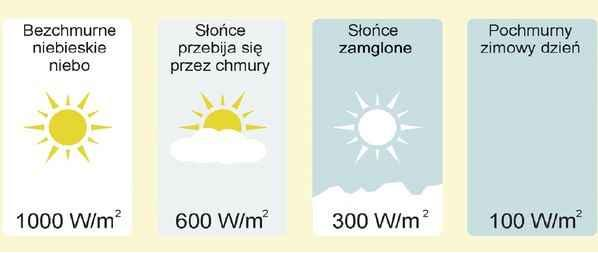 Bezchmurne
niebieskie
niebo
1000 W/m²
Słońce
przebija się
przez chmury
600 W/m²
Słońce
zamglone
300 W/m²
Pochmurny
zimowy dzień
100 W/m²